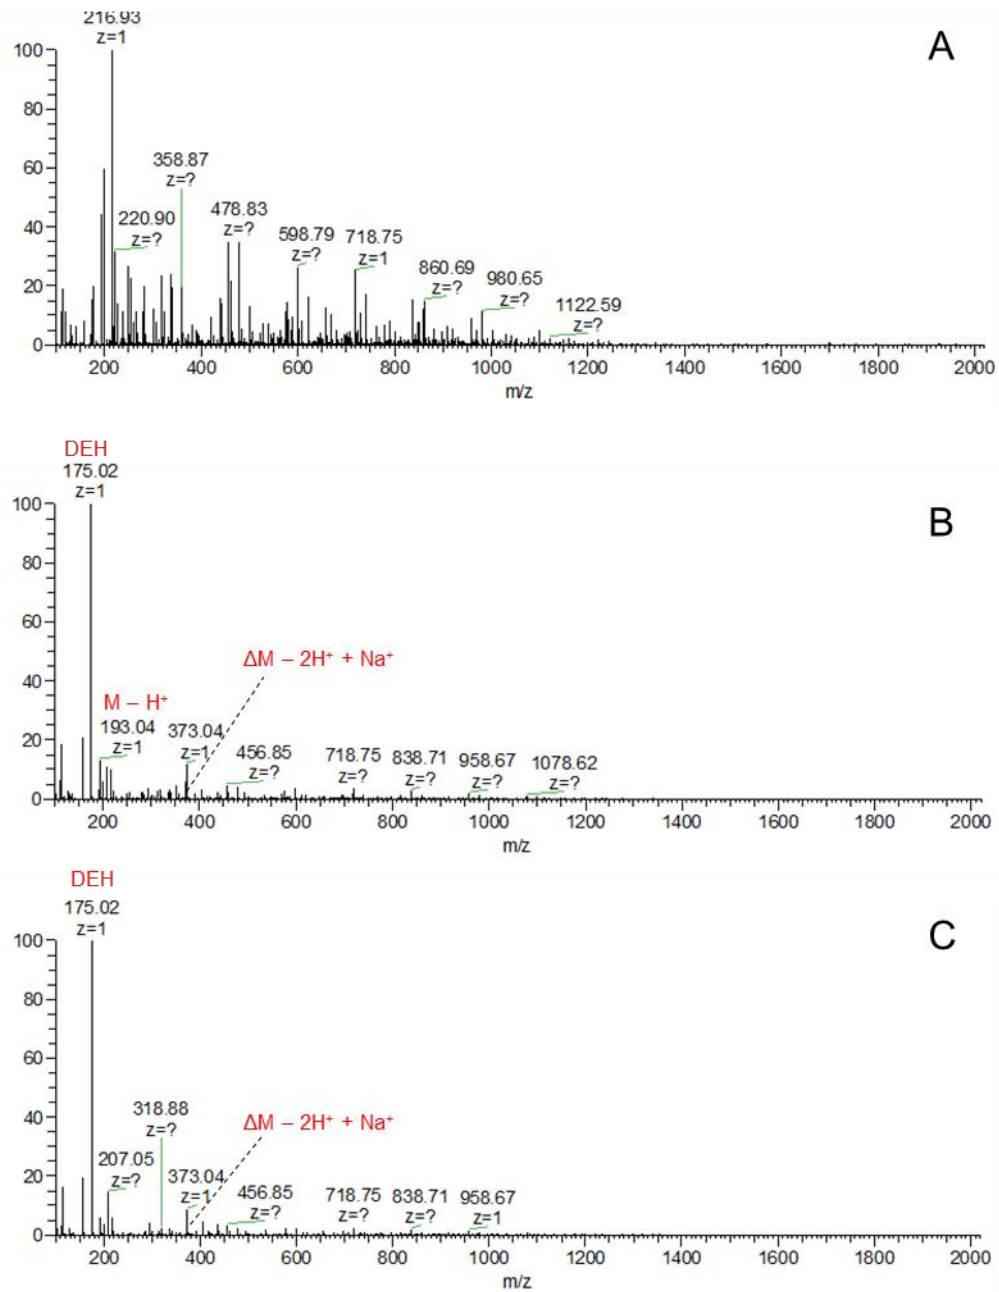 216.93
z=1
A
100
358.87
z=?
80
60
478.83
z=?
220.90
z=?
598.79
z=?
718.75
z=1
40
860.69
z=?
980.65
z=?
1122.59
z=?
20
0
200 400 600 800 1000 1200 1400 1600 1800 2000
m/z
DEH
175.02
z=1
B
100
80
60
ΔM – 2H⁺ + Na⁺
40
M – H⁺
193.04
z=1
373.04
z=1
456.85
z=?
718.75
z=?
838.71
z=?
958.67
z=?
1078.62
z=?
20
0
200 400 600 800 1000 1200 1400 1600 1800 2000
m/z
DEH
175.02
z=1
C
100
80
60
318.88
z=?
ΔM – 2H⁺ + Na⁺
40
207.05
z=?
373.04
z=1
456.85
z=?
718.75
z=?
838.71
z=?
958.67
z=1
20
0
200 400 600 800 1000 1200 1400 1600 1800 2000
m/z